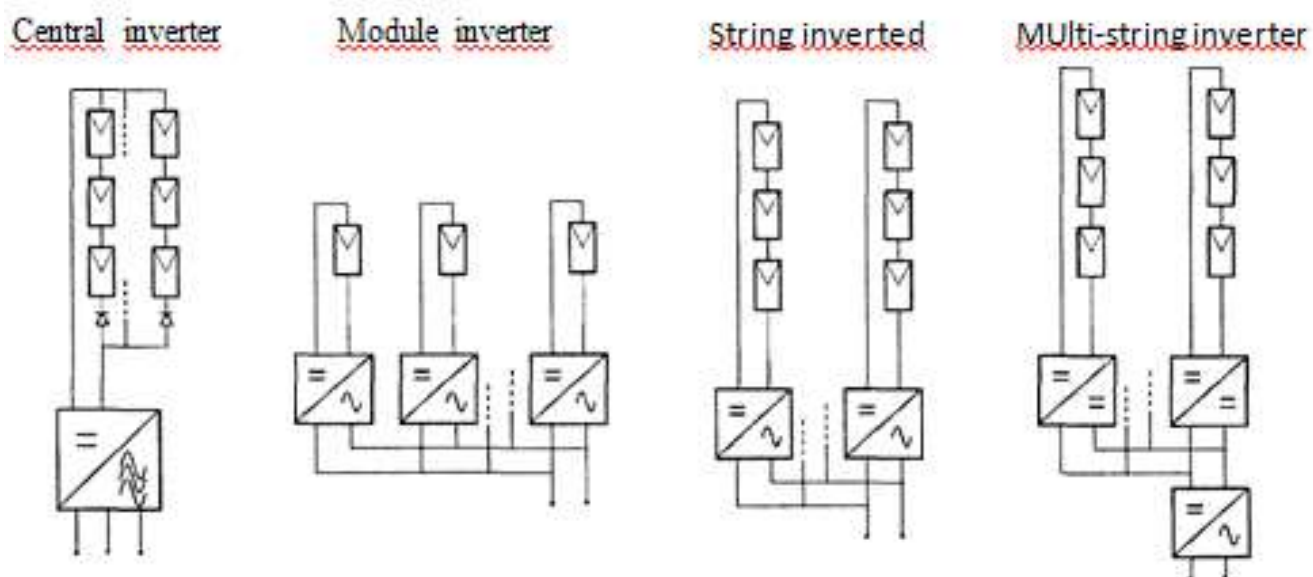 Central inverter
Module inverter
String inverted
MUlti-string inverter